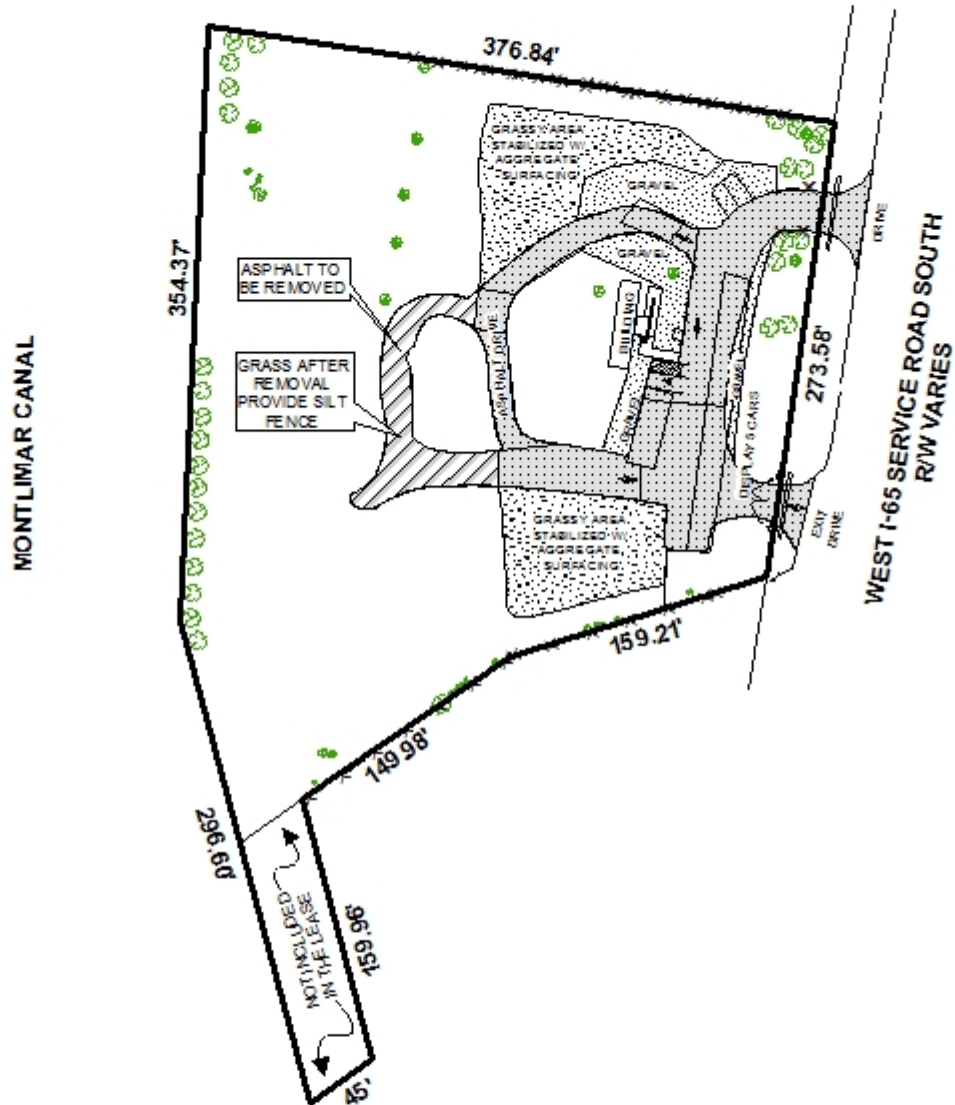 376.84'
GRASSY AREA
STABILIZED W/
AGGREGATE
SURFACING
GRAVEL
DRIVE
354.37'
ASPHALT TO
BE REMOVED
GRAVEL
BUILDING
ASPHALT DRIVE
GRASS AFTER
REMOVAL
PROVIDE SILT
FENCE
MONTLIMAR CANAL
273.58'
WEST I-65 SERVICE ROAD SOUTH
R/W VARIES
GRAVEL
GRAVEL
DISPLAY 5 CARS
EXIT
DRIVE
GRASSY AREA
STABILIZED W/
AGGREGATE
SURFACING
159.21'
149.98'
266.60'
NOT INCLUDED
IN THE LEASE
159.96'
45'